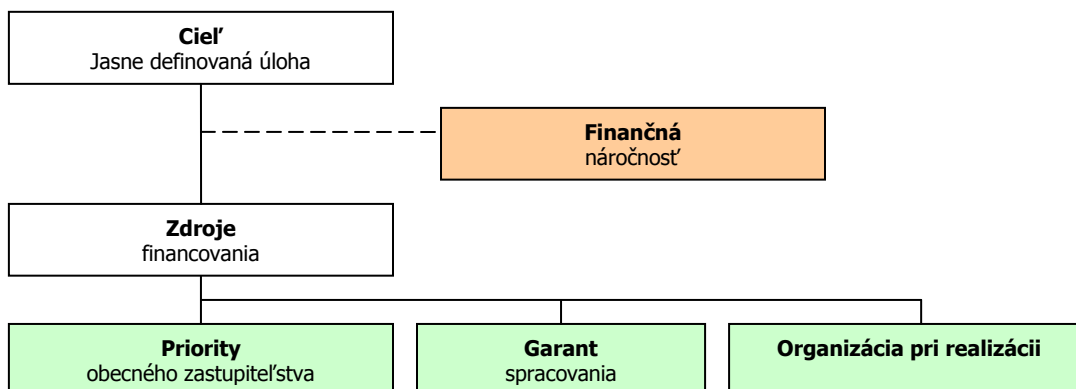 Cieľ
Jasne definovaná úloha
Finančná
náročnosť
Zdroje
financovania
Priority
obecného zastupiteľstva
Garant
spracovania
Organizácia pri realizácii